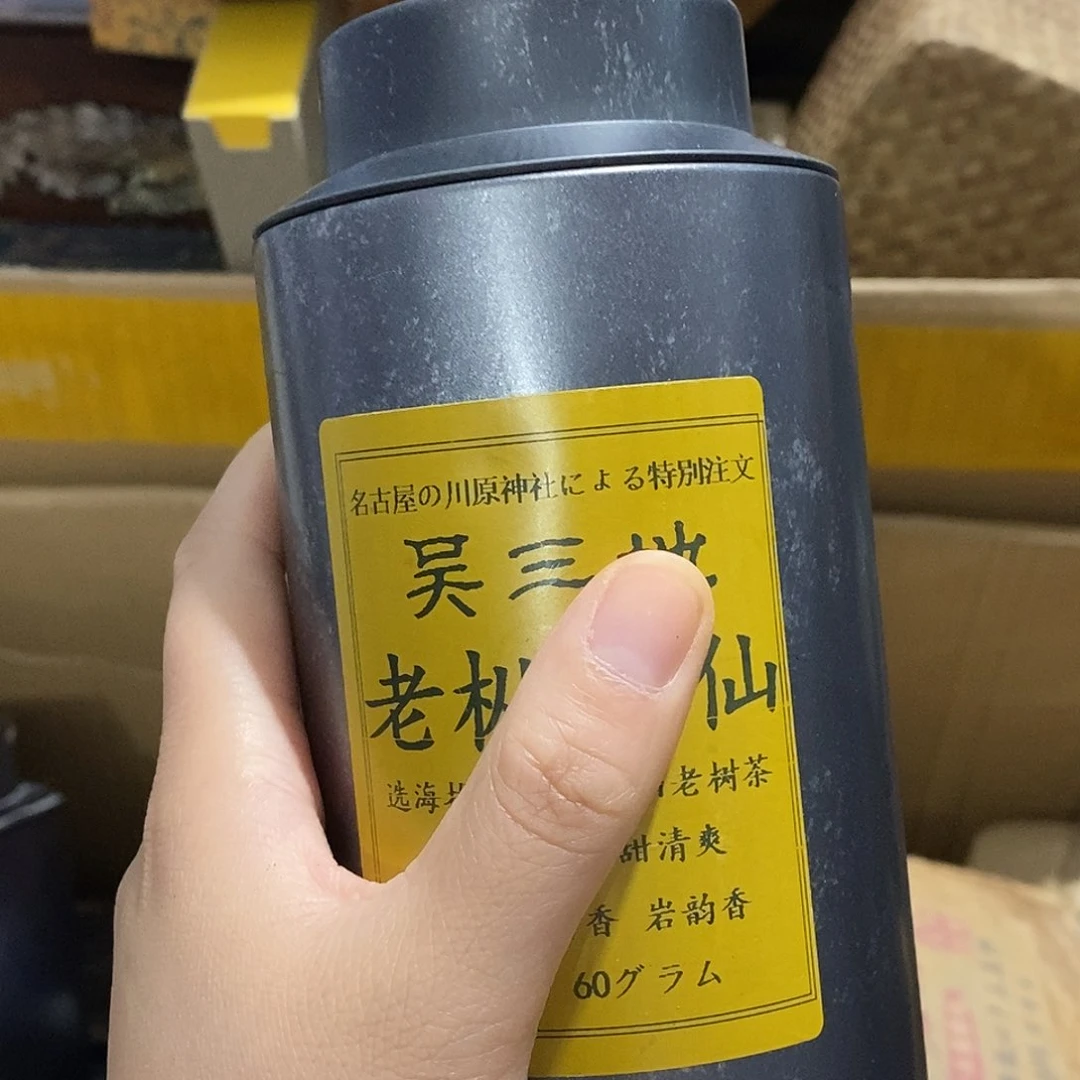 名古屋の川原神社による特別注文
吴三
老树 仙
选海 老树茶
甜清爽
香 岩韵香
60グラム